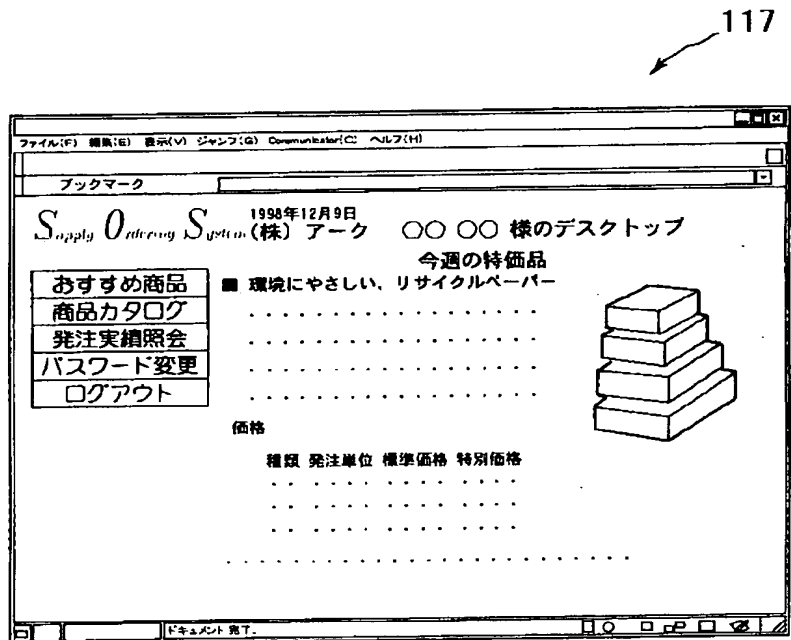 117
ファイル(F) 編集(E) 表示(V) ジャンプ(G) Communicator(C) ヘルプ(H)
ブックマーク
Supply Ordering System 1998年12月9日
(株) アーク ○○ ○○ 様のデスクトップ
今週の特価品
おすすめ商品
商品カタログ
発注実績照会
パスワード変更
ログアウト
■ 環境にやさしい、リサイクルペーパー
価格
種類 発注単位 標準価格 特別価格
ドキュメント 完了.